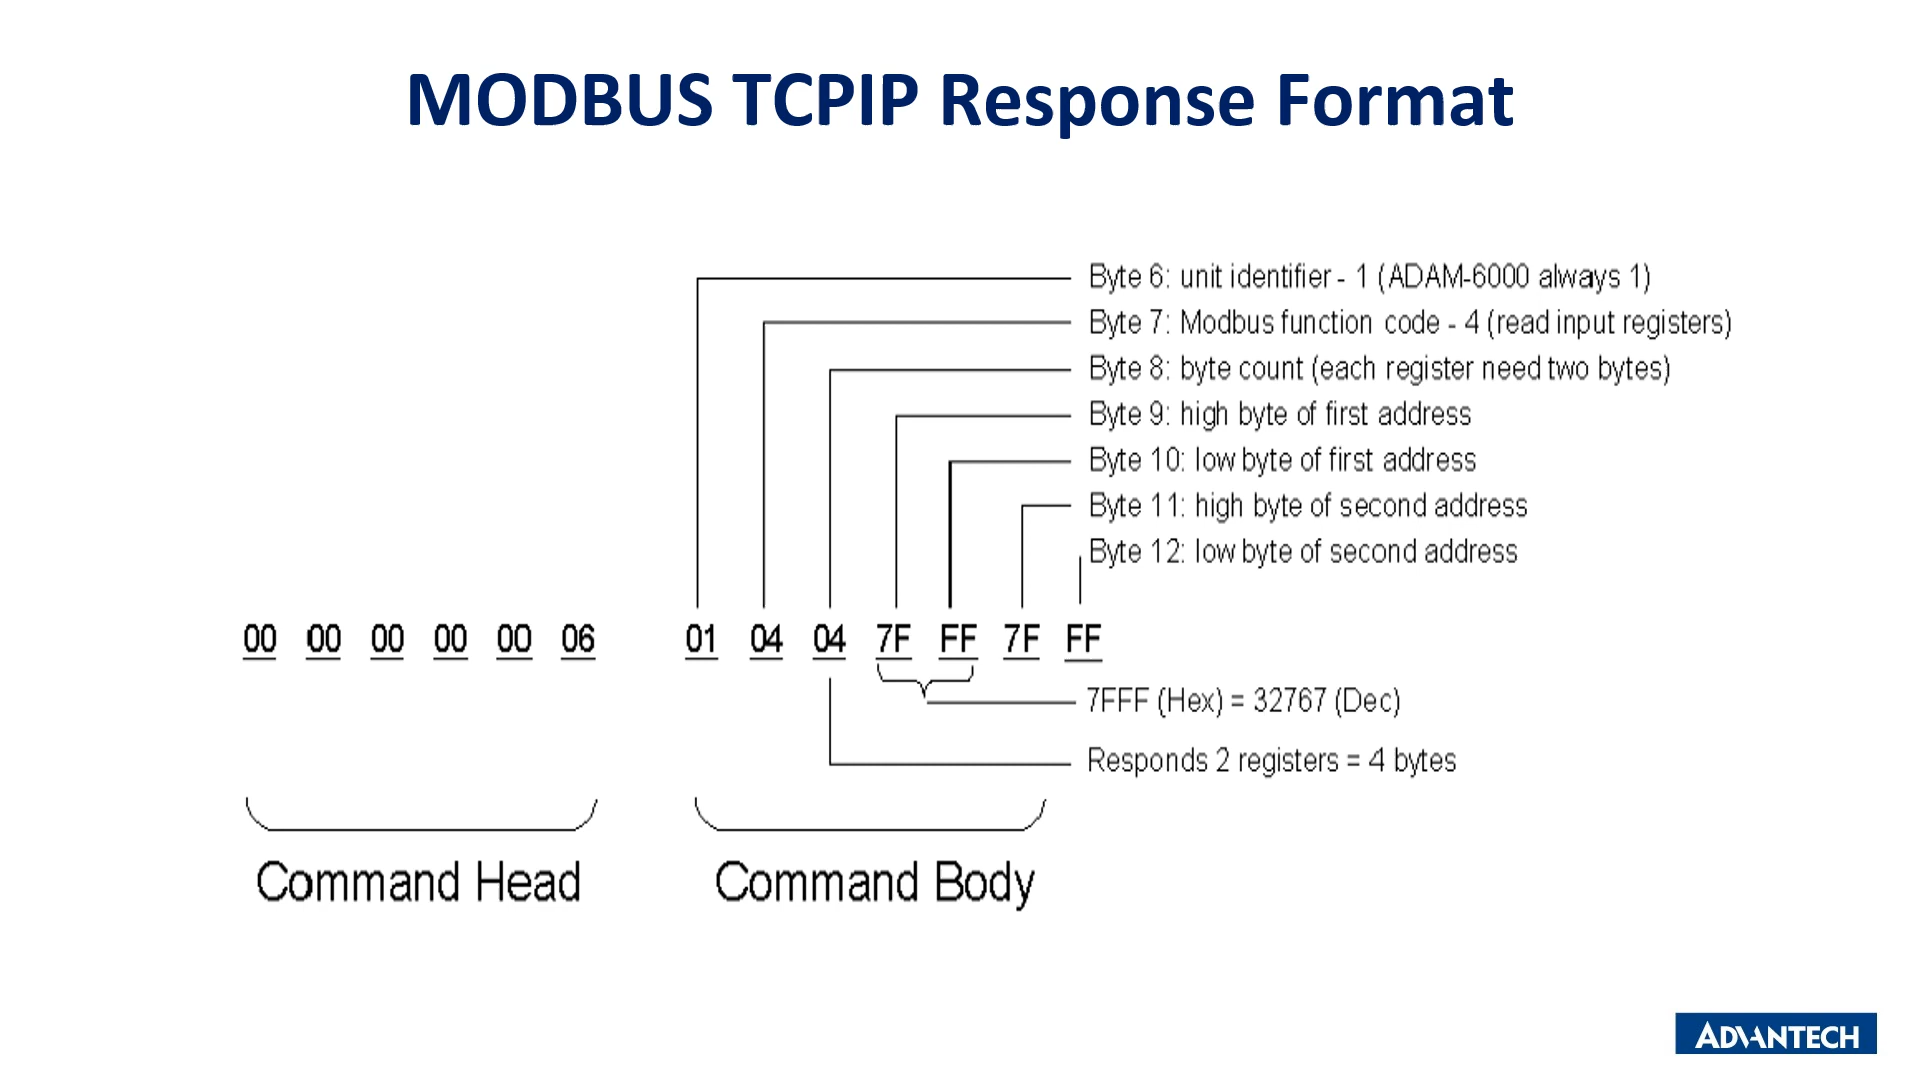 MODBUS TCPIP Response Format
Byte 6: unit identifier - 1 (ADAM-6000 always 1)
Byte 7: Modbus function code - 4 (read input registers)
Byte 8: byte count (each register need two bytes)
Byte 9: high byte of first address
Byte 10: low byte of first address
Byte 11: high byte of second address
Byte 12: low byte of second address
00 00 00 00 00 06 01 04 04 7F FF 7F FF
7FFF (Hex) = 32767 (Dec)
Responds 2 registers = 4 bytes
Command Head Command Body
ADVANTECH